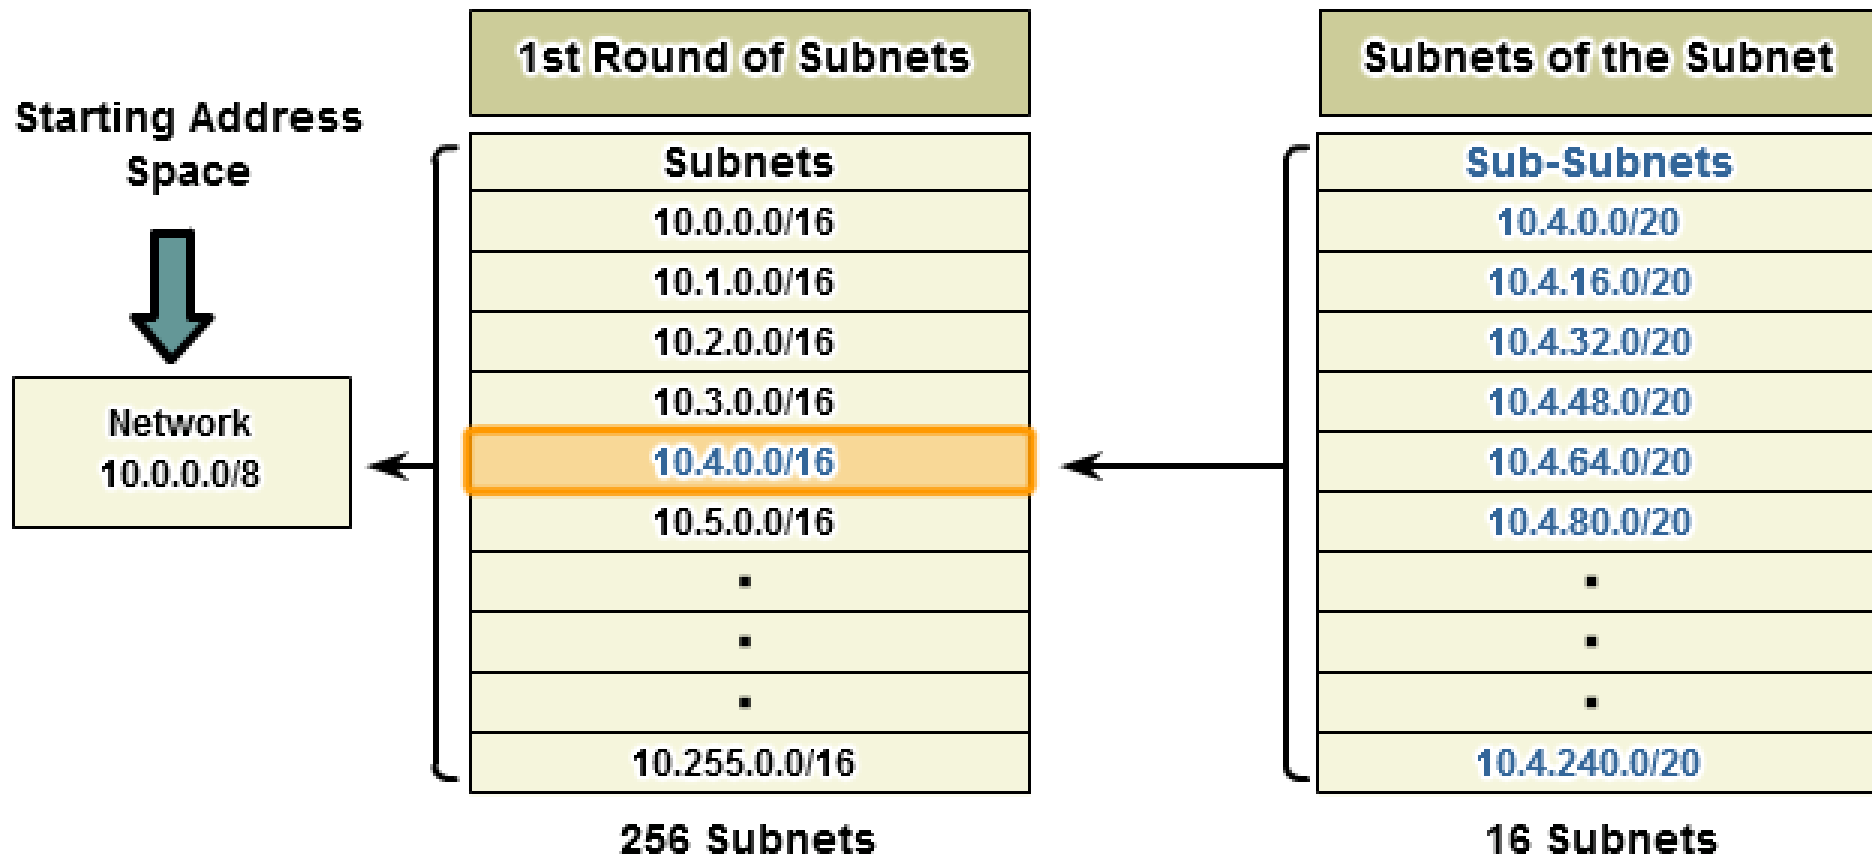 Starting Address
Space
Network
10.0.0.0/8
1st Round of Subnets
Subnets
10.0.0.0/16
10.1.0.0/16
10.2.0.0/16
10.3.0.0/16
10.4.0.0/16
10.5.0.0/16
.
.
.
10.255.0.0/16
256 Subnets
Subnets of the Subnet
Sub-Subnets
10.4.0.0/20
10.4.16.0/20
10.4.32.0/20
10.4.48.0/20
10.4.64.0/20
10.4.80.0/20
.
.
.
10.4.240.0/20
16 Subnets